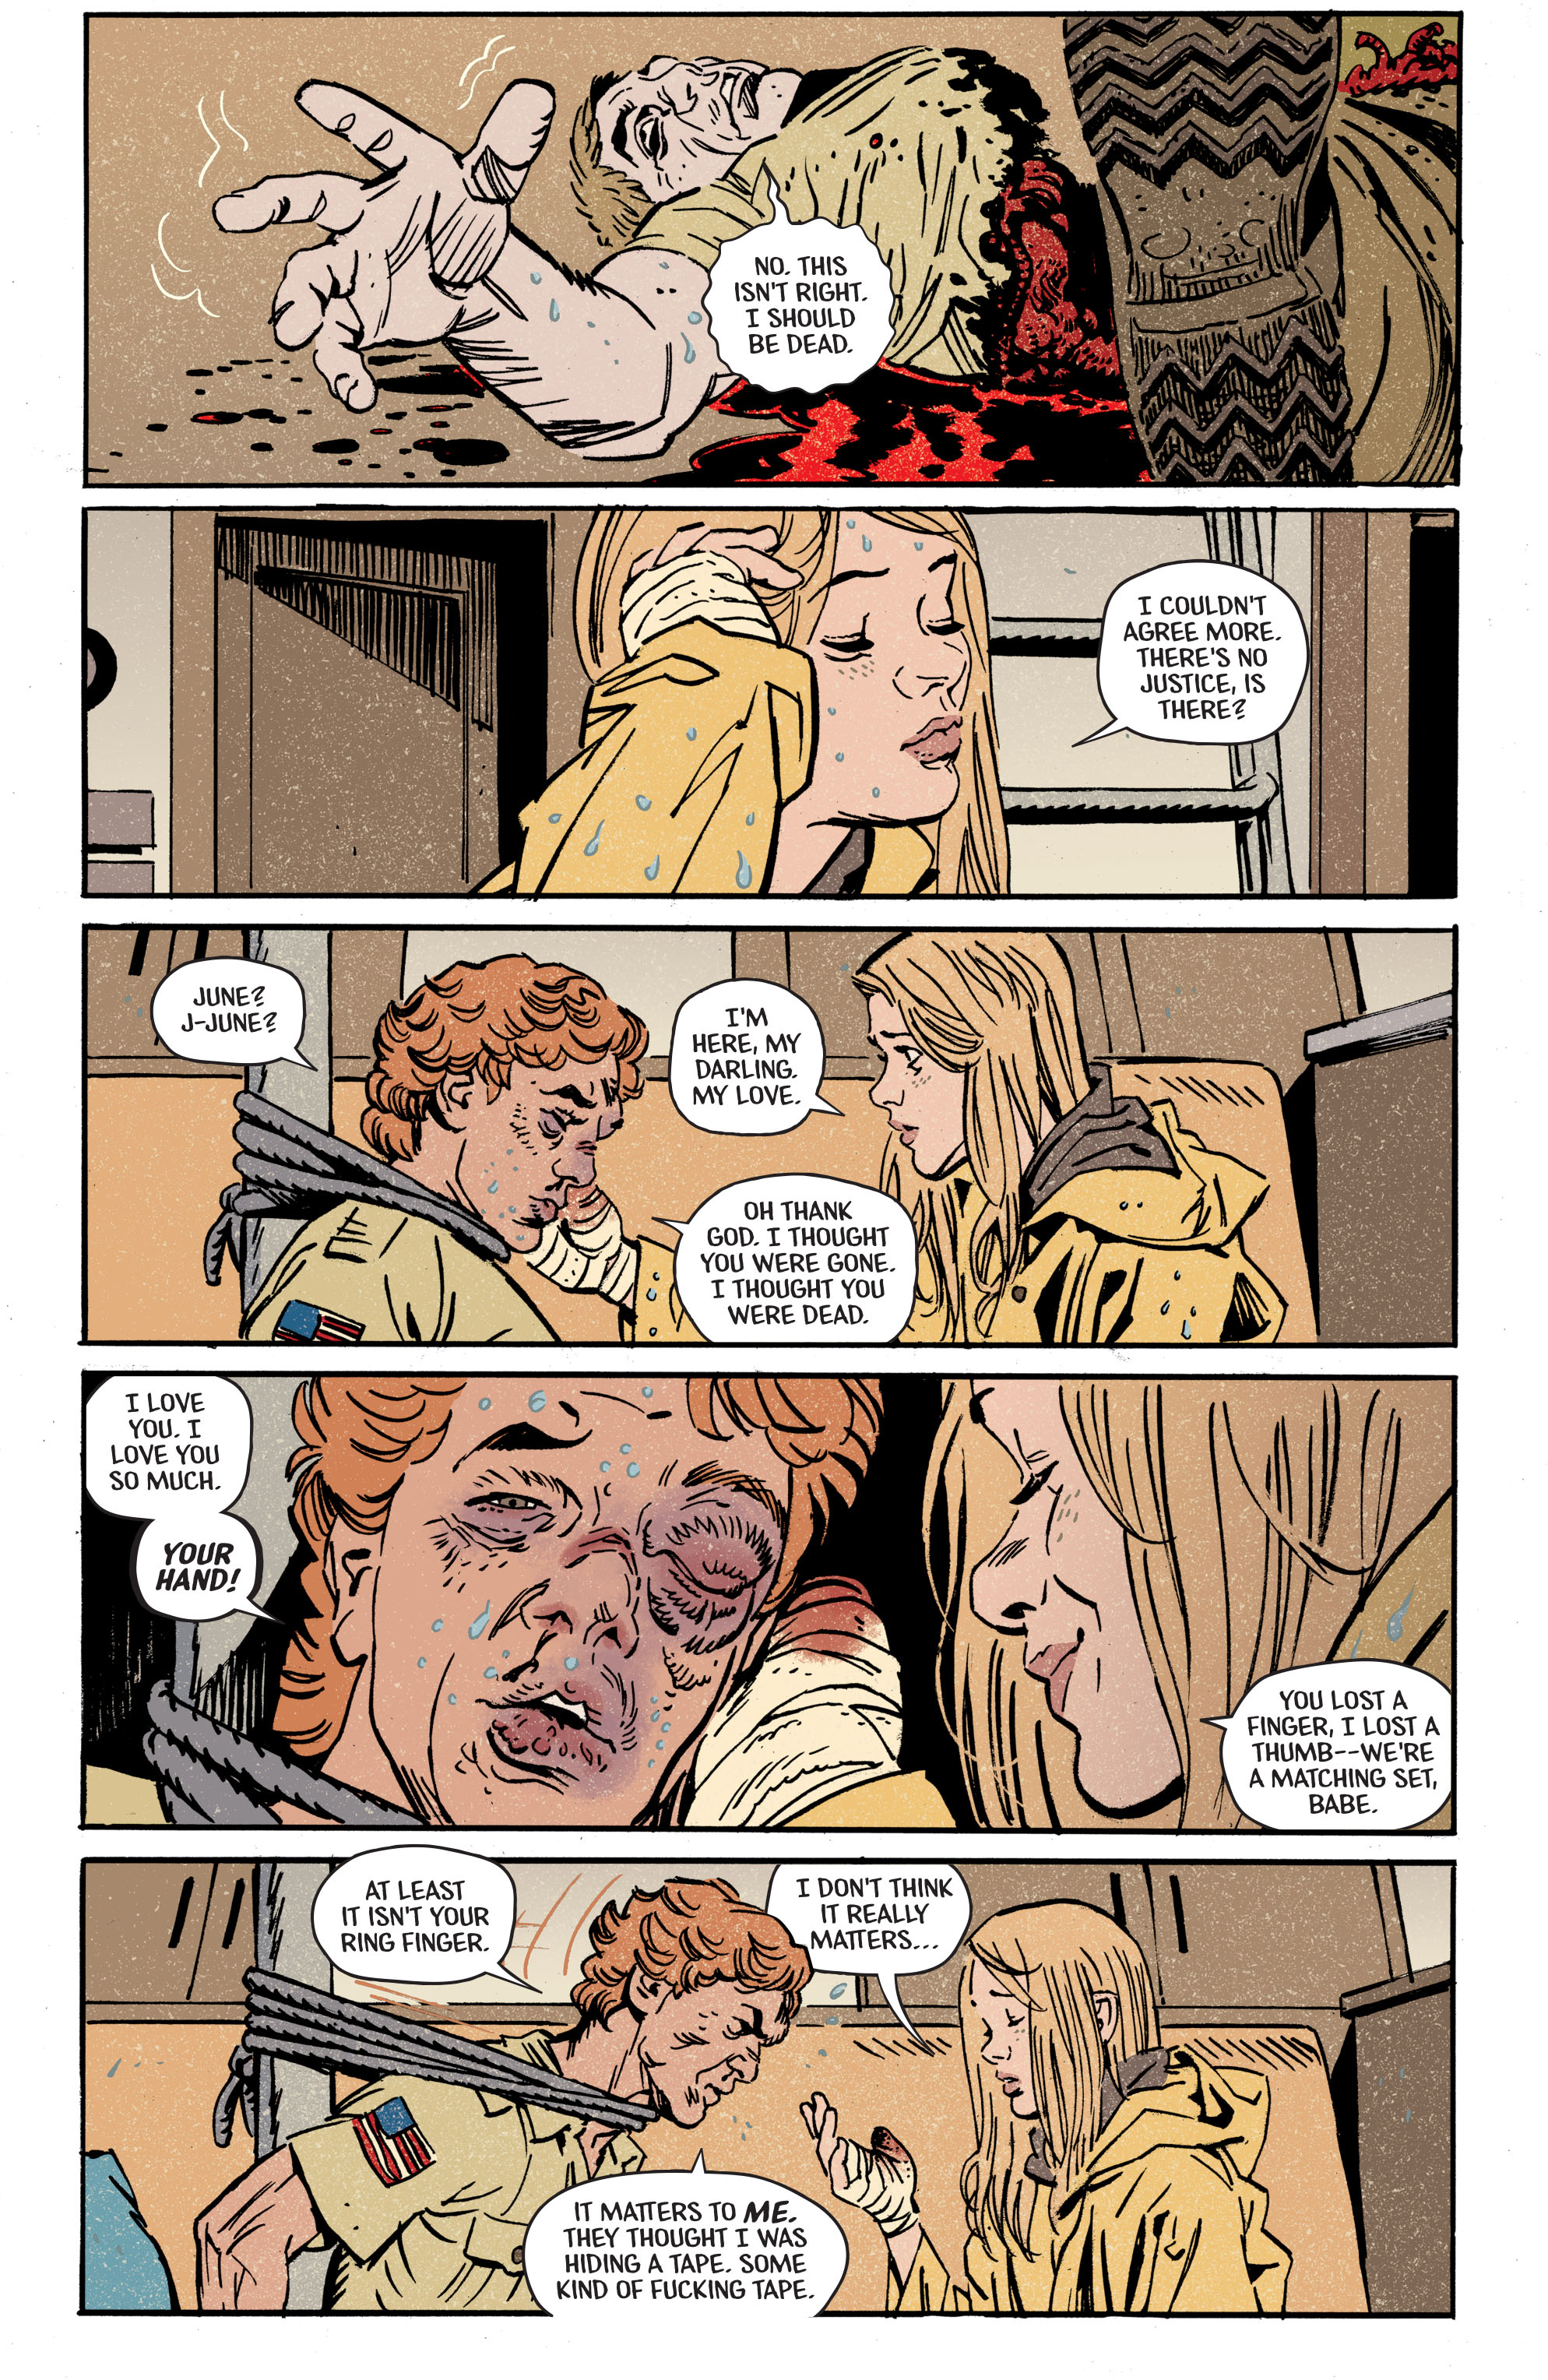 NO. THIS
ISN'T RIGHT.
I SHOULD
BE DEAD.
I COULDN'T
AGREE MORE.
THERE'S NO
JUSTICE, IS
THERE?
JUNE?
J-JUNE?
I'M
HERE, MY
DARLING.
MY LOVE.
OH THANK
GOD. I THOUGHT
YOU WERE GONE.
I THOUGHT YOU
WERE DEAD.
I LOVE
YOU. I
LOVE YOU
SO MUCH.
YOUR
HAND!
YOU LOST A
FINGER, I LOST A
THUMB--WE'RE
A MATCHING SET,
BABE.
AT LEAST
IT ISN'T YOUR
RING FINGER.
I DON'T THINK
IT REALLY
MATTERS...
IT MATTERS TO ME.
THEY THOUGHT I WAS
HIDING A TAPE. SOME
KIND OF FUCKING TAPE.